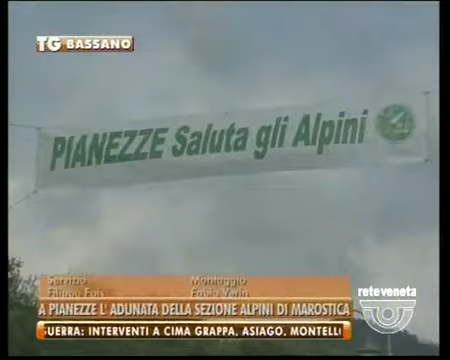 TG BASSANO
PIANEZZE Saluta gli Alpini
Servizio Montaggio
A PIANEZZE L' ADUNATA DELLA SEZIONE ALPINI DI MAROSTICA
reteveneta
GUERRA: INTERVENTI A CIMA GRAPPA, ASIAGO, MONTELL